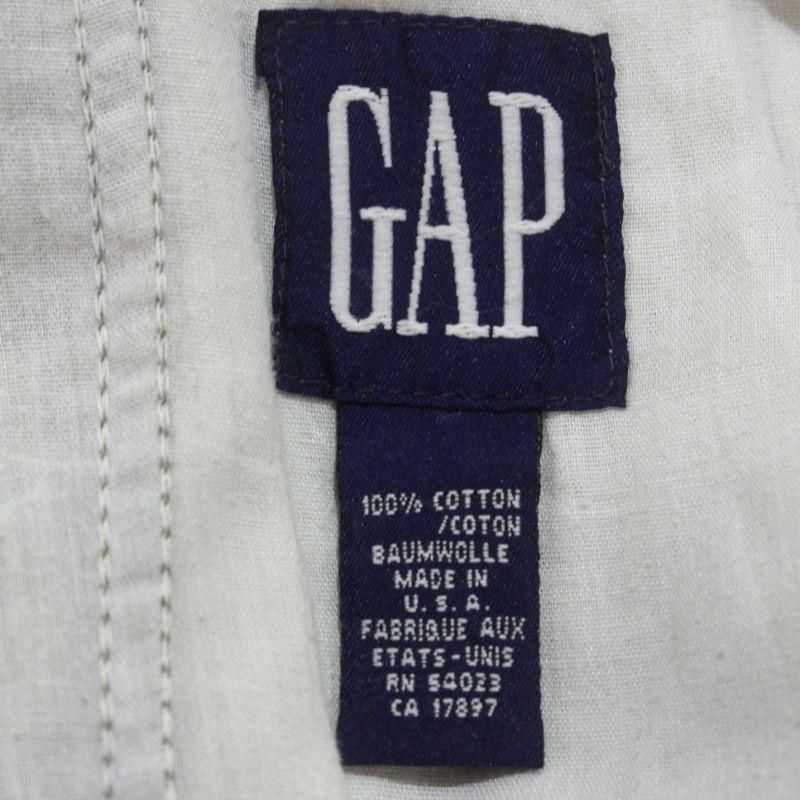 GAP
100% COTTON
/COTON
BAUMWOLLE
MADE IN
U.S.A.
FABRIQUE AUX
ETATS-UNIS
RN 54023
CA 17897